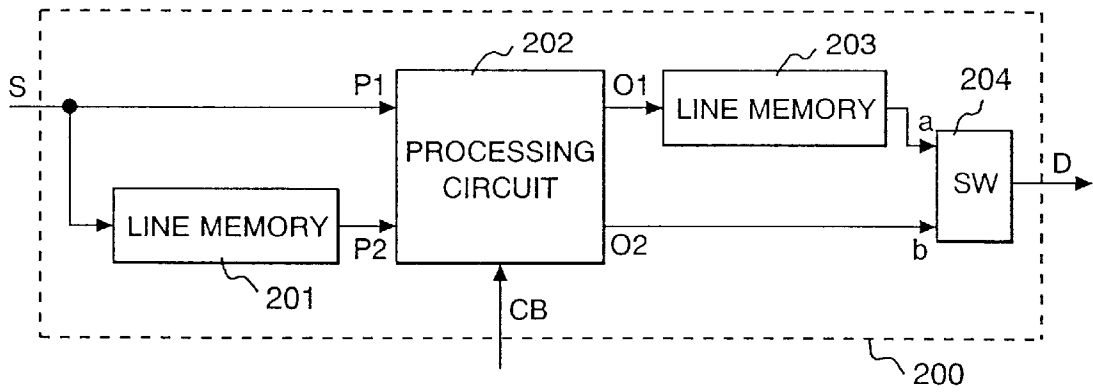 202
203
S
P1
O1
LINE MEMORY
204
a
PROCESSING
CIRCUIT
SW
D
LINE MEMORY
P2
O2
b
201
CB
200